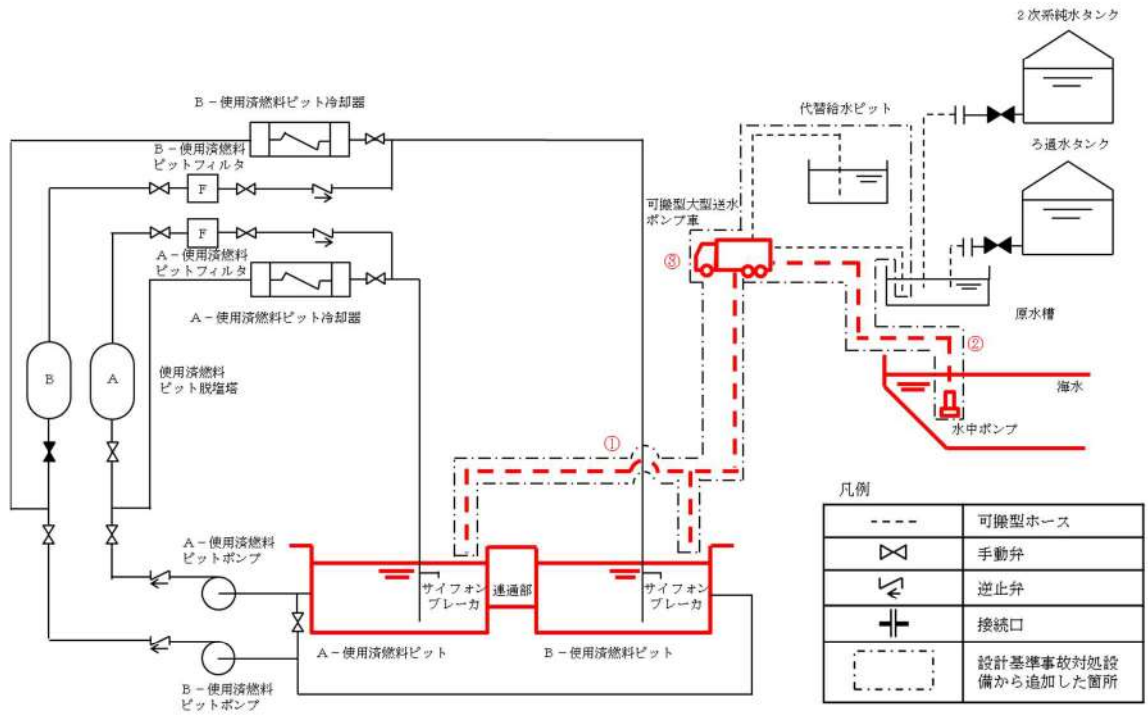 2次系純水タンク
代替給水ピット
ろ過水タンク
B－使用済燃料ピット冷却器
B－使用済燃料
ピットフィルタ
F
可搬型大型送水
ポンプ車
F
A－使用済燃料
ピットフィルタ
③
A－使用済燃料ピット冷却器
原水槽
②
B
A
使用済燃料
ピット脱塩塔
海水
水中ポンプ
①
凡例
可搬型ホース
手動弁
逆止弁
接続口
設計基準事故対処設
備から追加した箇所
A－使用済燃料
ピットポンプ
サイフォン
ブレーカ
連通部
サイフォン
ブレーカ
A－使用済燃料ピット
B－使用済燃料ピット
B－使用済燃料
ピットポンプ